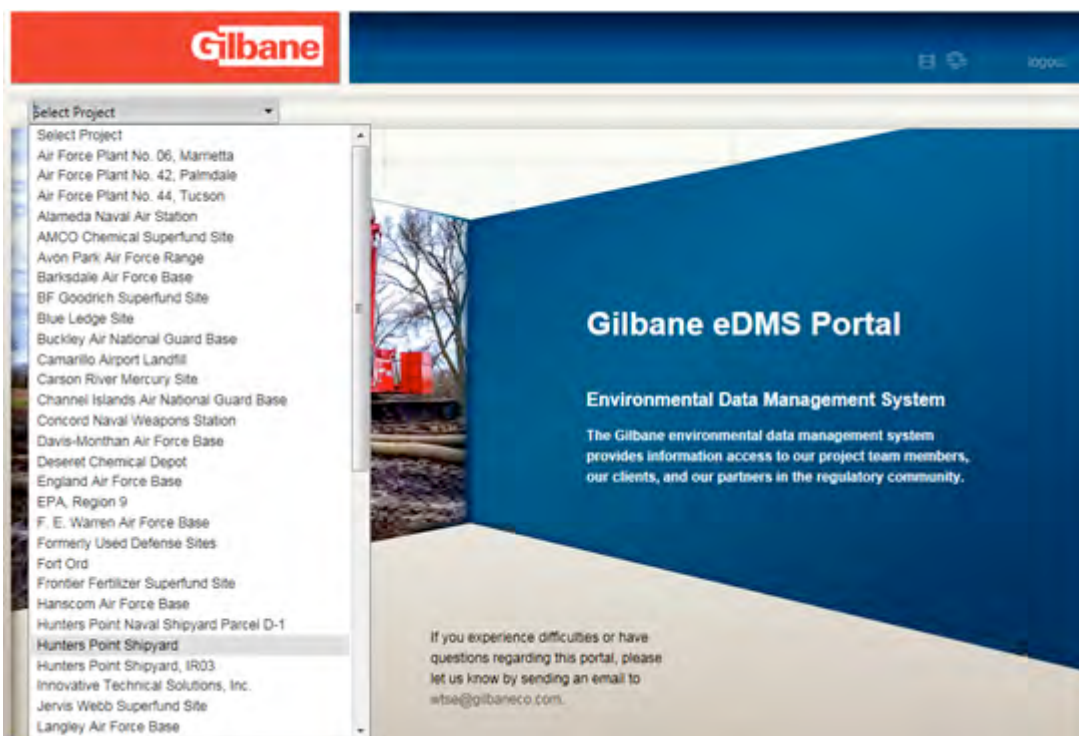 Gilbane
logout
Select Project
Select Project
Air Force Plant No. 06, Marrietta
Air Force Plant No. 42, Palmdale
Air Force Plant No. 44, Tucson
Alameda Naval Air Station
AMCO Chemical Superfund Site
Avon Park Air Force Range
Barksdale Air Force Base
BF Goodrich Superfund Site
Blue Ledge Site
Buckley Air National Guard Base
Camarillo Airport Landfill
Carson River Mercury Site
Channel Islands Air National Guard Base
Concord Naval Weapons Station
Davis-Monthan Air Force Base
Deseret Chemical Depot
England Air Force Base
EPA, Region 9
F. E. Warren Air Force Base
Formerly Used Defense Sites
Fort Ord
Frontier Fertilizer Superfund Site
Hanscom Air Force Base
Hunters Point Naval Shipyard Parcel D-1
Hunters Point Shipyard
Hunters Point Shipyard, IR03
Innovative Technical Solutions, Inc.
Jervis Webb Superfund Site
Langley Air Force Base
Gilbane eDMS Portal
Environmental Data Management System
The Gilbane environmental data management system
provides information access to our project team members,
our clients, and our partners in the regulatory community.
If you experience difficulties or have
questions regarding this portal, please
let us know by sending an email to
wtse@gilbaneco.com.